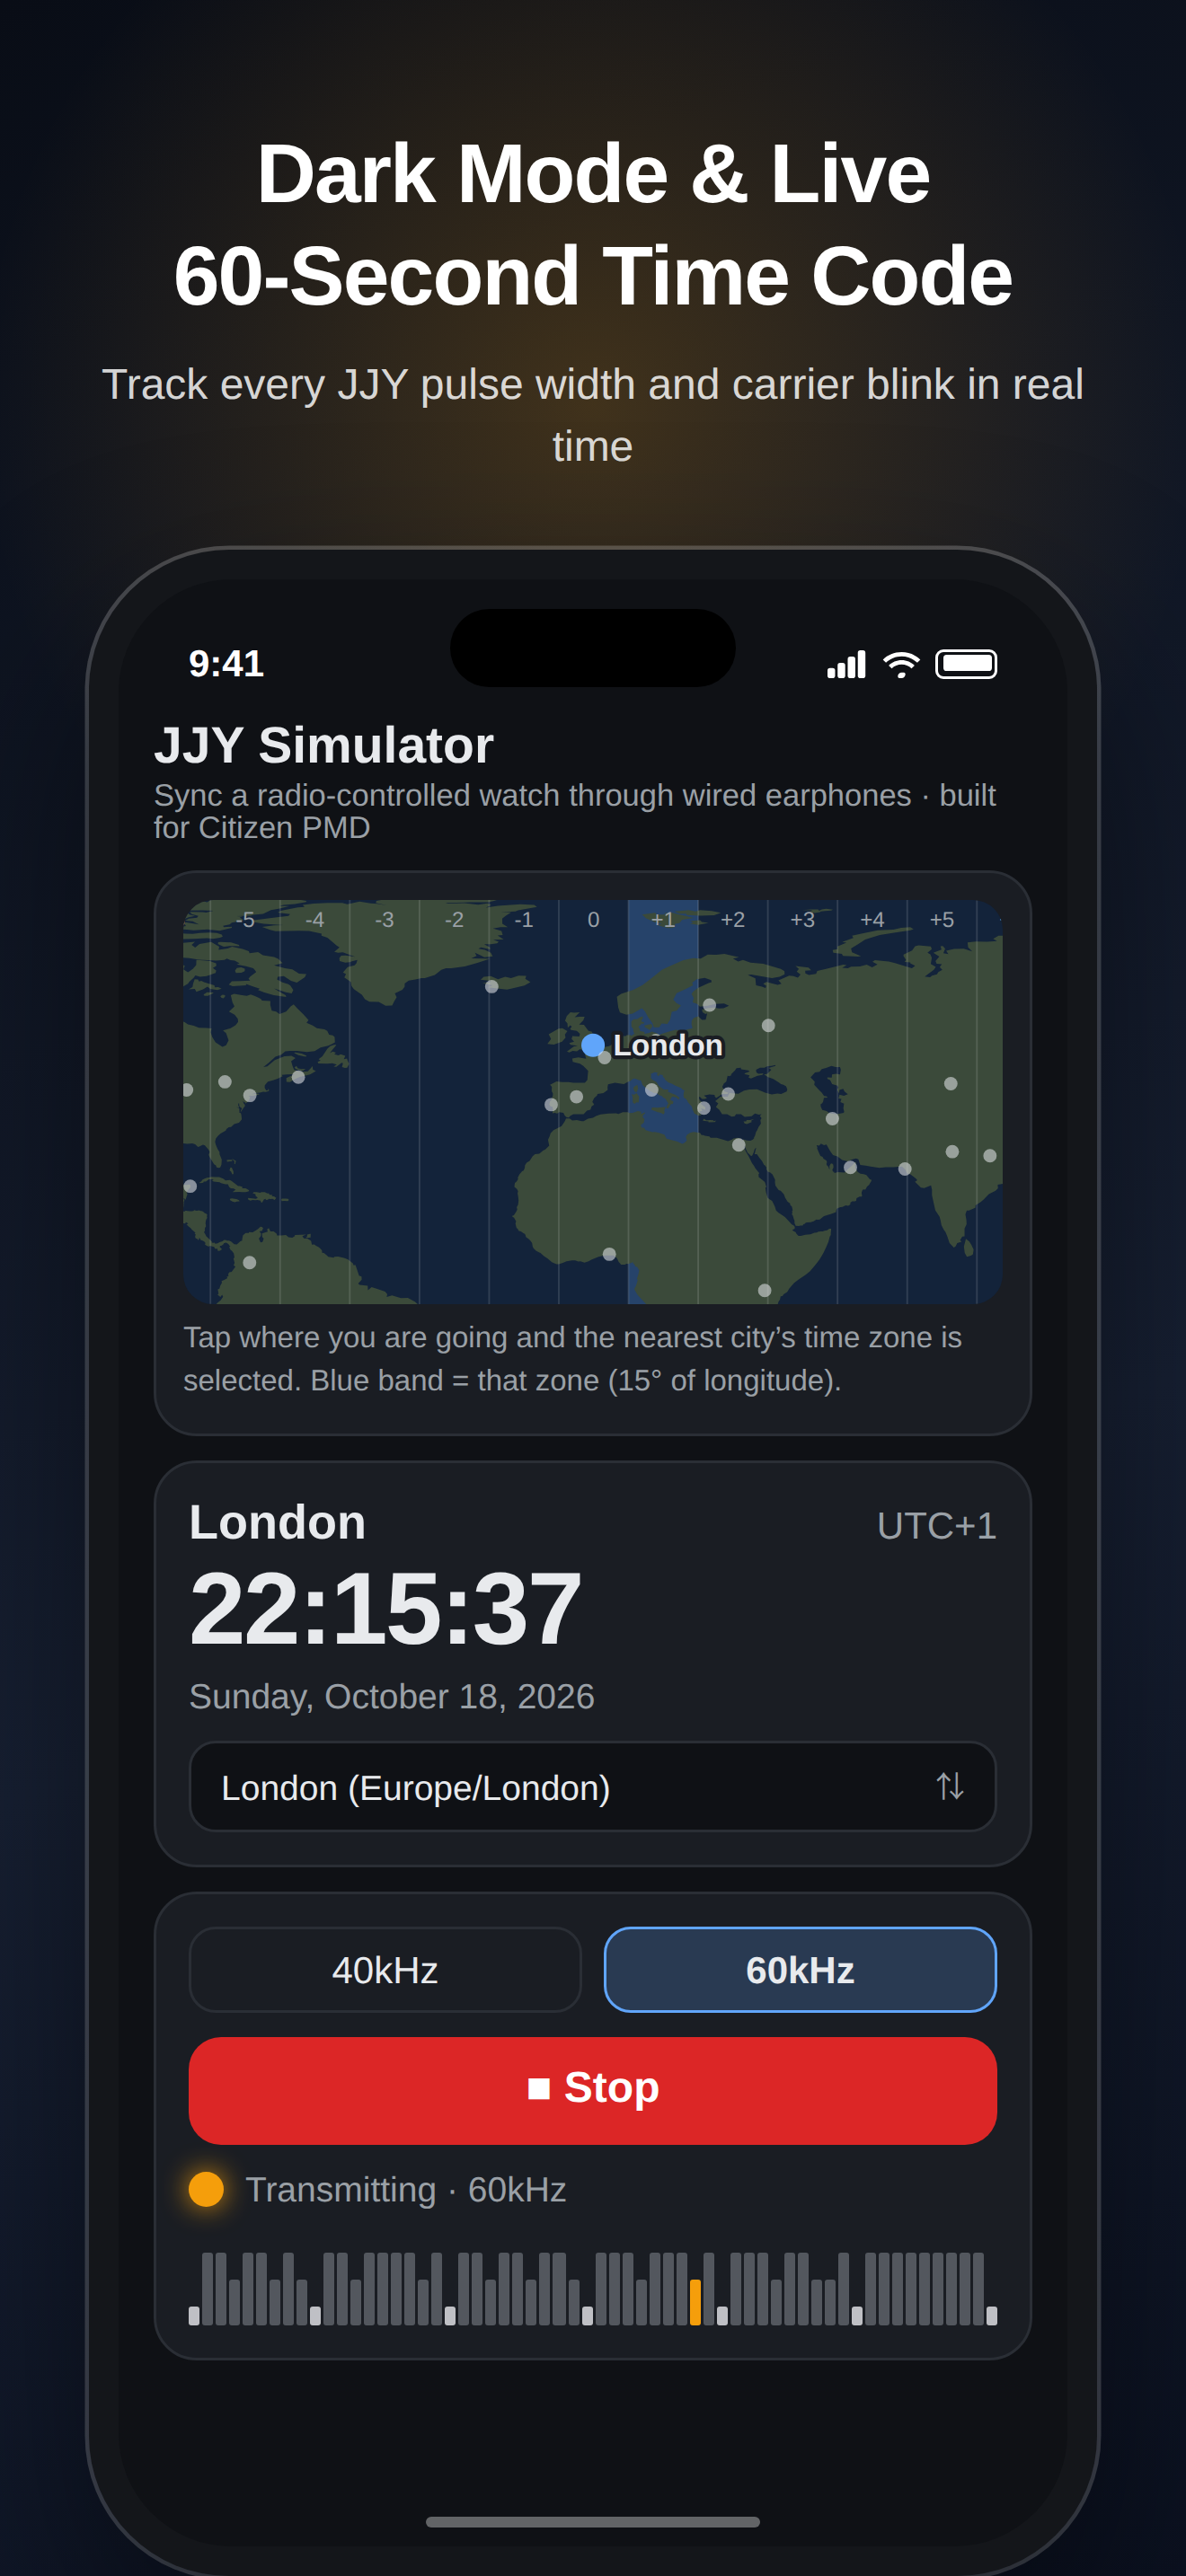 Dark Mode & Live
60-Second Time Code
Track every JJY pulse width and carrier blink in real
time
9:41
JJY Simulator
Sync a radio-controlled watch through wired earphones · built
for Citizen PMD
-5 -4 -3 -2 -1 0 +1 +2 +3 +4 +5
London
Tap where you are going and the nearest city’s time zone is
selected. Blue band = that zone (15° of longitude).
London UTC+1
22:15:37
Sunday, October 18, 2026
London (Europe/London)
40kHz 60kHz
■ Stop
Transmitting · 60kHz